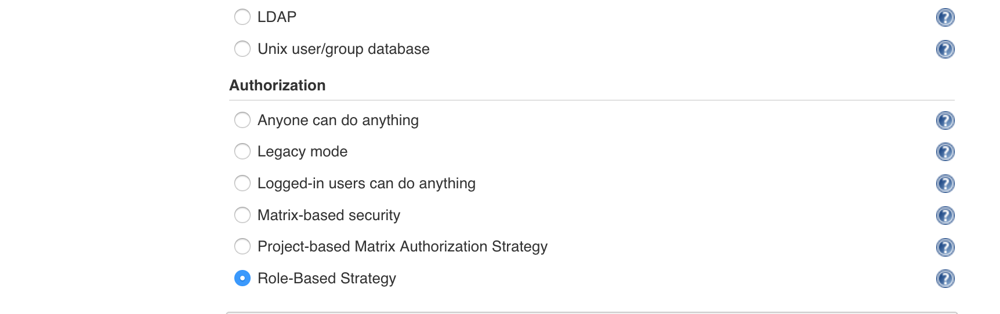 LDAP
Unix user/group database
Authorization
Anyone can do anything
Legacy mode
Logged-in users can do anything
Matrix-based security
Project-based Matrix Authorization Strategy
Role-Based Strategy